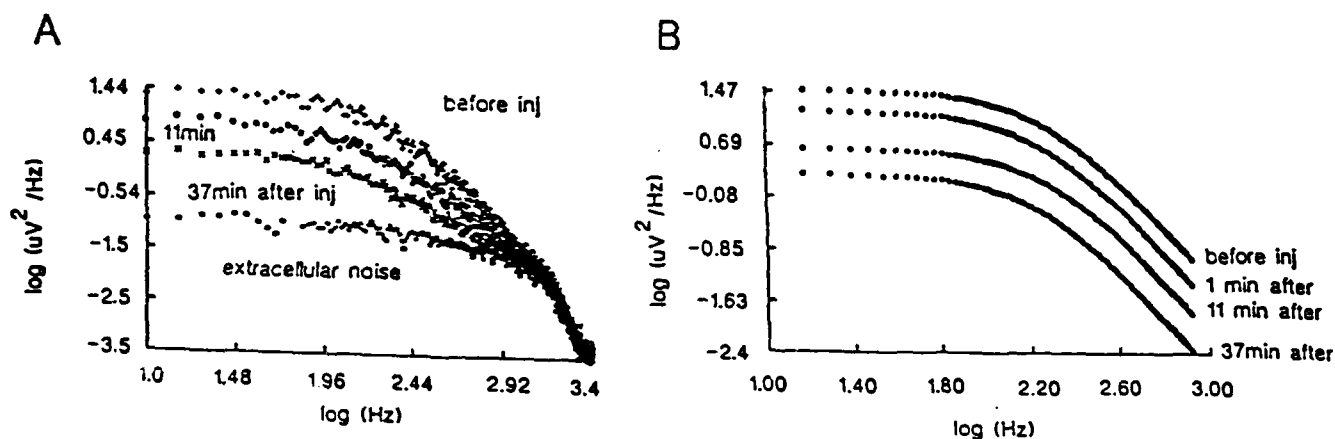 A
1.44
0.45
-0.54
-1.5
-2.5
-3.5
log (uV² /Hz)
before inj
11min
37min after inj
extracellular noise
1.0 1.48 1.96 2.44 2.92 3.4
log (Hz)
B
1.47
0.69
-0.08
-0.85
-1.63
-2.4
log (uV² /Hz)
before inj
1 min after
11 min after
37min after
1.00 1.40 1.80 2.20 2.60 3.00
log (Hz)